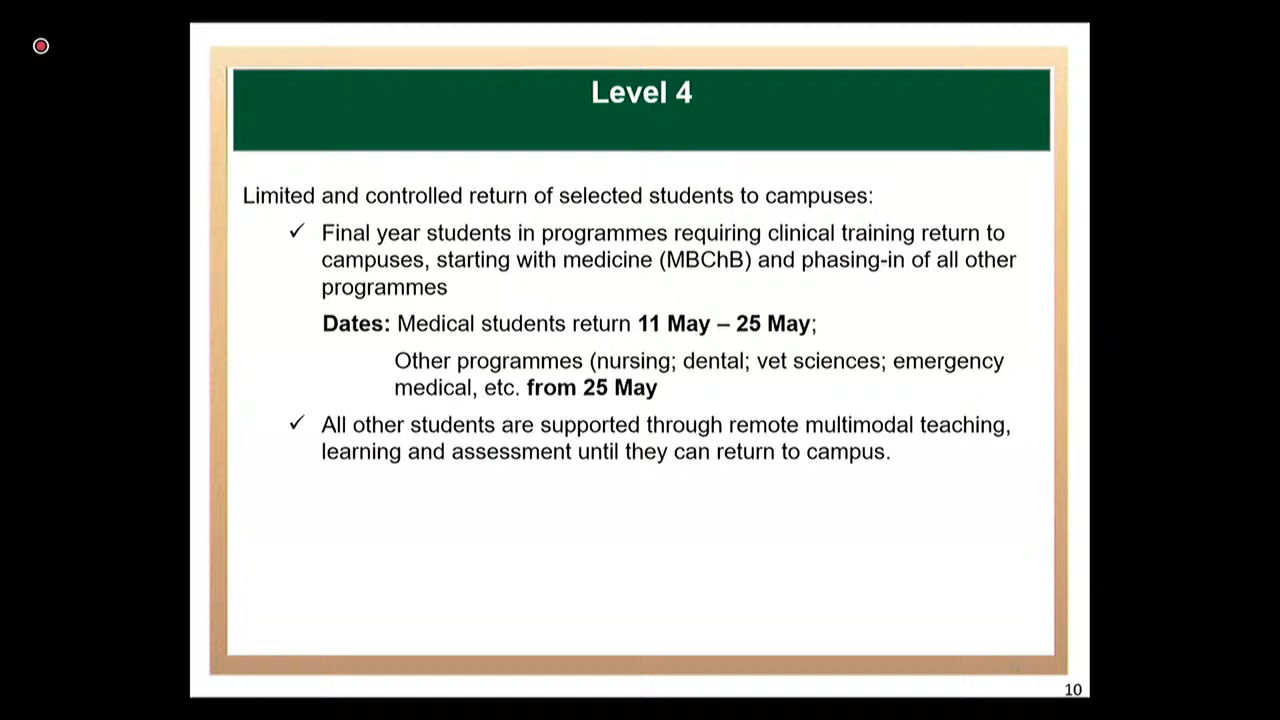 Level 4
Limited and controlled return of selected students to campuses:
✓ Final year students in programmes requiring clinical training return to
campuses, starting with medicine (MBChB) and phasing-in of all other
programmes
Dates: Medical students return 11 May – 25 May;
Other programmes (nursing; dental; vet sciences; emergency
medical, etc. from 25 May
✓ All other students are supported through remote multimodal teaching,
learning and assessment until they can return to campus.
10